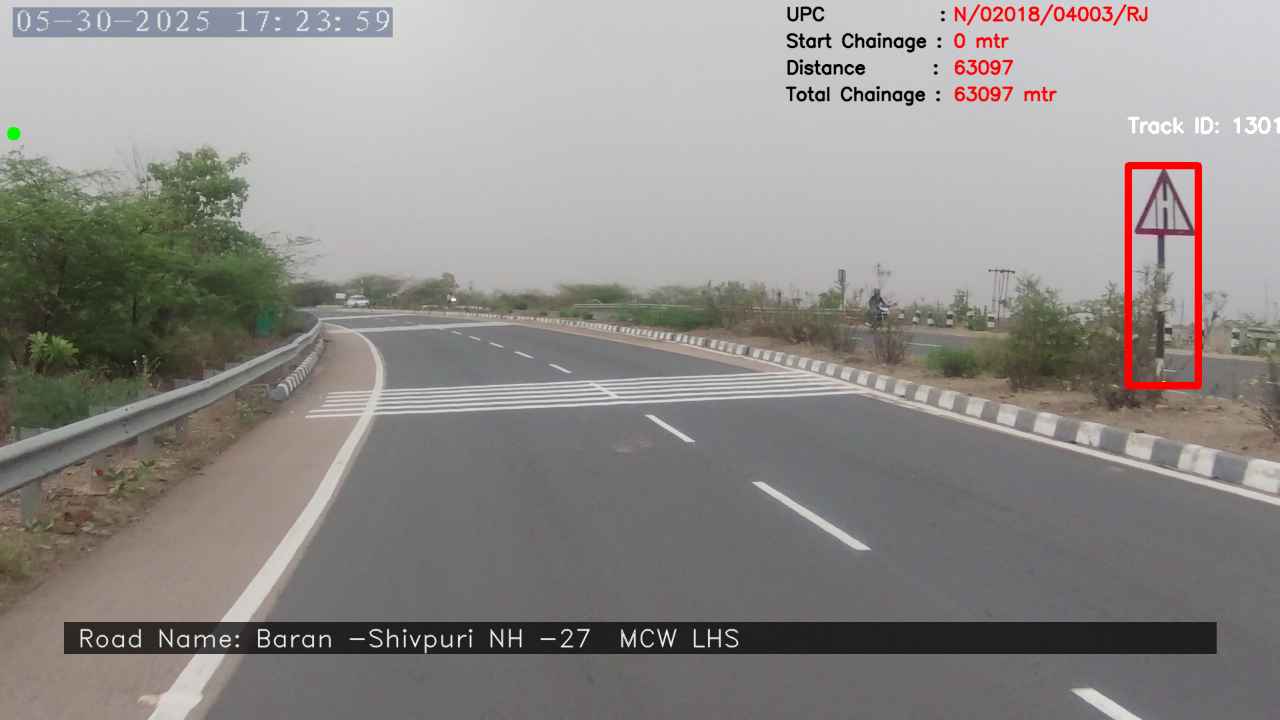 05-30-2025 17:23:59
UPC : N/02018/04003/RJ
Start Chainage : 0 mtr
Distance : 63097
Total Chainage : 63097 mtr
Track ID: 1301
Road Name: Baran -Shivpuri NH -27 MCW LHS